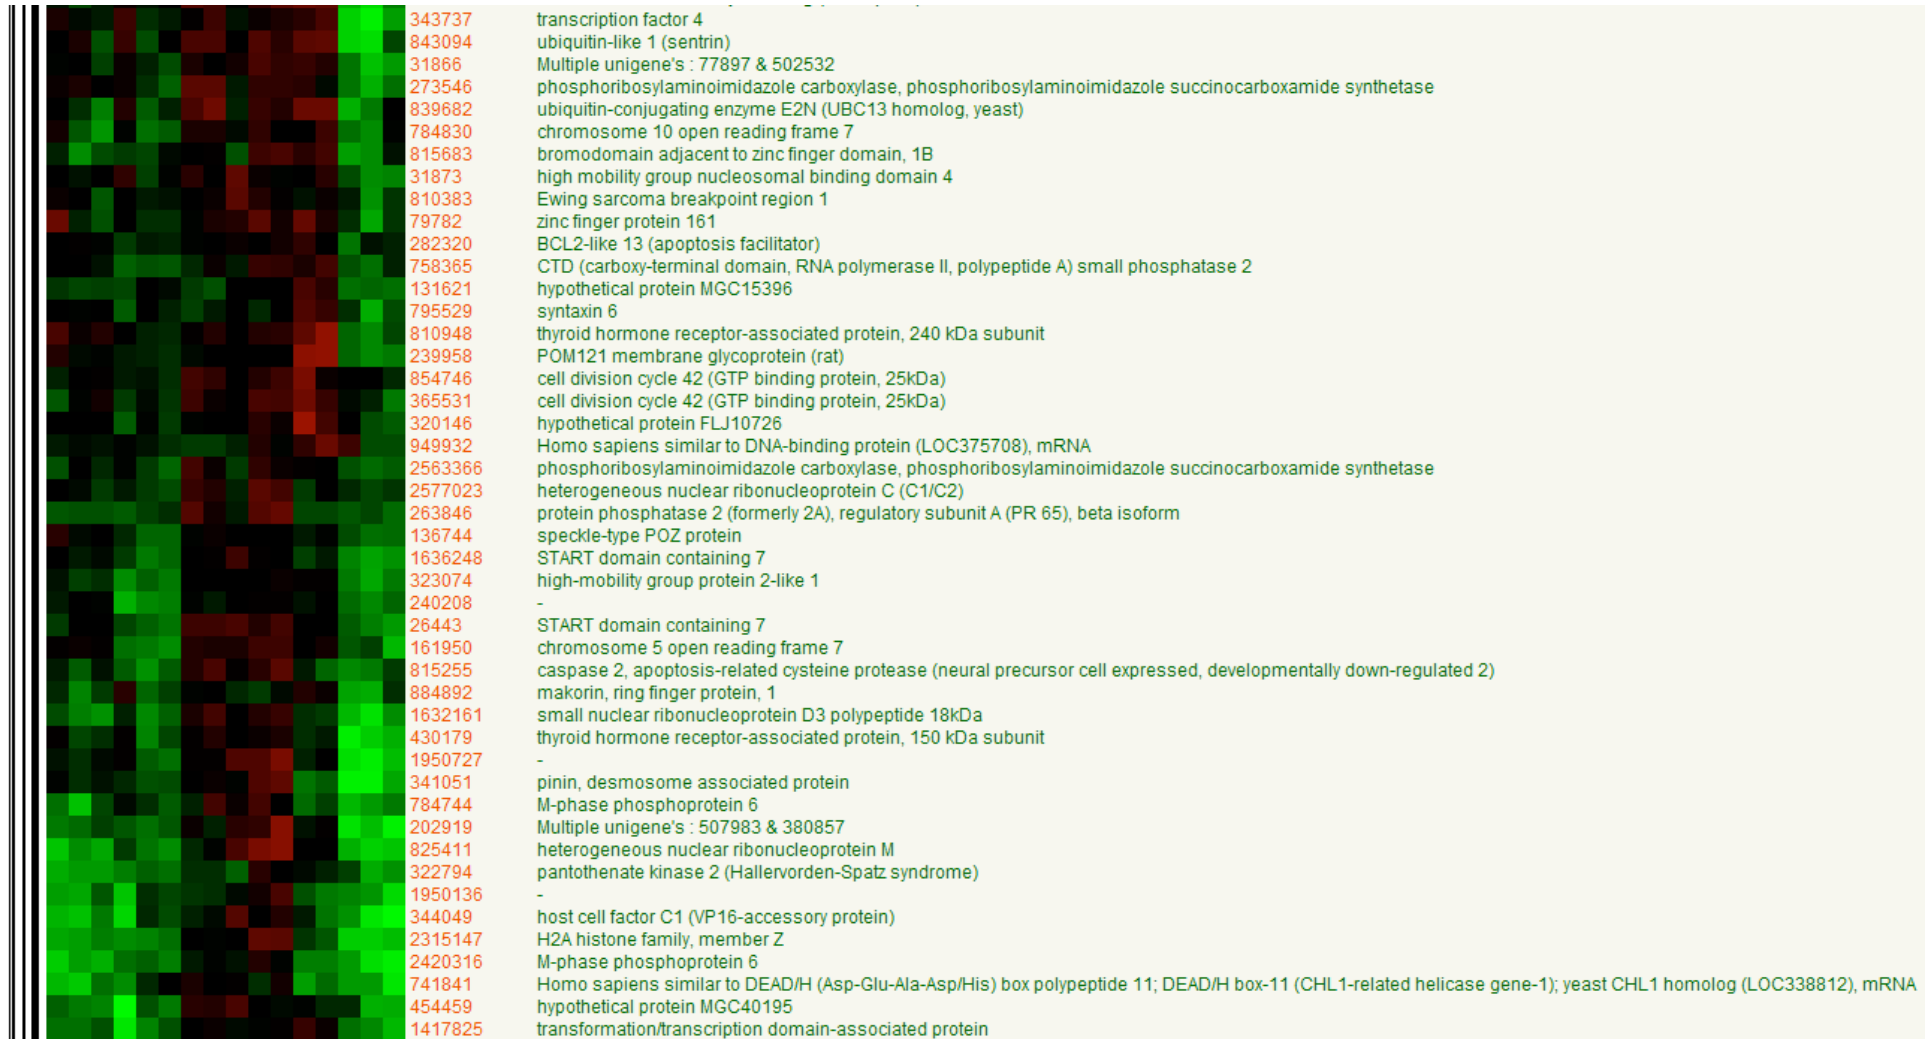 343737 transcription factor 4
843094 ubiquitin-like 1 (sentrin)
31866 Multiple unigene's : 77897 & 502532
273546 phosphoribosylaminoimidazole carboxylase, phosphoribosylaminoimidazole succinocarboxamide synthetase
839682 ubiquitin-conjugating enzyme E2N (UBC13 homolog, yeast)
784830 chromosome 10 open reading frame 7
815683 bromodomain adjacent to zinc finger domain, 1B
31873 high mobility group nucleosomal binding domain 4
810383 Ewing sarcoma breakpoint region 1
79782 zinc finger protein 161
282320 BCL2-like 13 (apoptosis facilitator)
758365 CTD (carboxy-terminal domain, RNA polymerase II, polypeptide A) small phosphatase 2
131621 hypothetical protein MGC15396
795529 syntaxin 6
810948 thyroid hormone receptor-associated protein, 240 kDa subunit
239958 POM121 membrane glycoprotein (rat)
854746 cell division cycle 42 (GTP binding protein, 25kDa)
365531 cell division cycle 42 (GTP binding protein, 25kDa)
320146 hypothetical protein FLJ10726
949932 Homo sapiens similar to DNA-binding protein (LOC375708), mRNA
2563366 phosphoribosylaminoimidazole carboxylase, phosphoribosylaminoimidazole succinocarboxamide synthetase
2577023 heterogeneous nuclear ribonucleoprotein C (C1/C2)
263846 protein phosphatase 2 (formerly 2A), regulatory subunit A (PR 65), beta isoform
136744 speckle-type POZ protein
1636248 START domain containing 7
323074 high-mobility group protein 2-like 1
240208 -
26443 START domain containing 7
161950 chromosome 5 open reading frame 7
815255 caspase 2, apoptosis-related cysteine protease (neural precursor cell expressed, developmentally down-regulated 2)
884892 makorin, ring finger protein, 1
1632161 small nuclear ribonucleoprotein D3 polypeptide 18kDa
430179 thyroid hormone receptor-associated protein, 150 kDa subunit
1950727 -
341051 pinin, desmosome associated protein
784744 M-phase phosphoprotein 6
202919 Multiple unigene's : 507983 & 380857
825411 heterogeneous nuclear ribonucleoprotein M
322794 pantothenate kinase 2 (Hallervorden-Spatz syndrome)
1950136 -
344049 host cell factor C1 (VP16-accessory protein)
2315147 H2A histone family, member Z
2420316 M-phase phosphoprotein 6
741841 Homo sapiens similar to DEAD/H (Asp-Glu-Ala-Asp/His) box polypeptide 11; DEAD/H box-11 (CHL1-related helicase gene-1); yeast CHL1 homolog (LOC338812), mRNA
454459 hypothetical protein MGC40195
1417825 transformation/transcription domain-associated protein